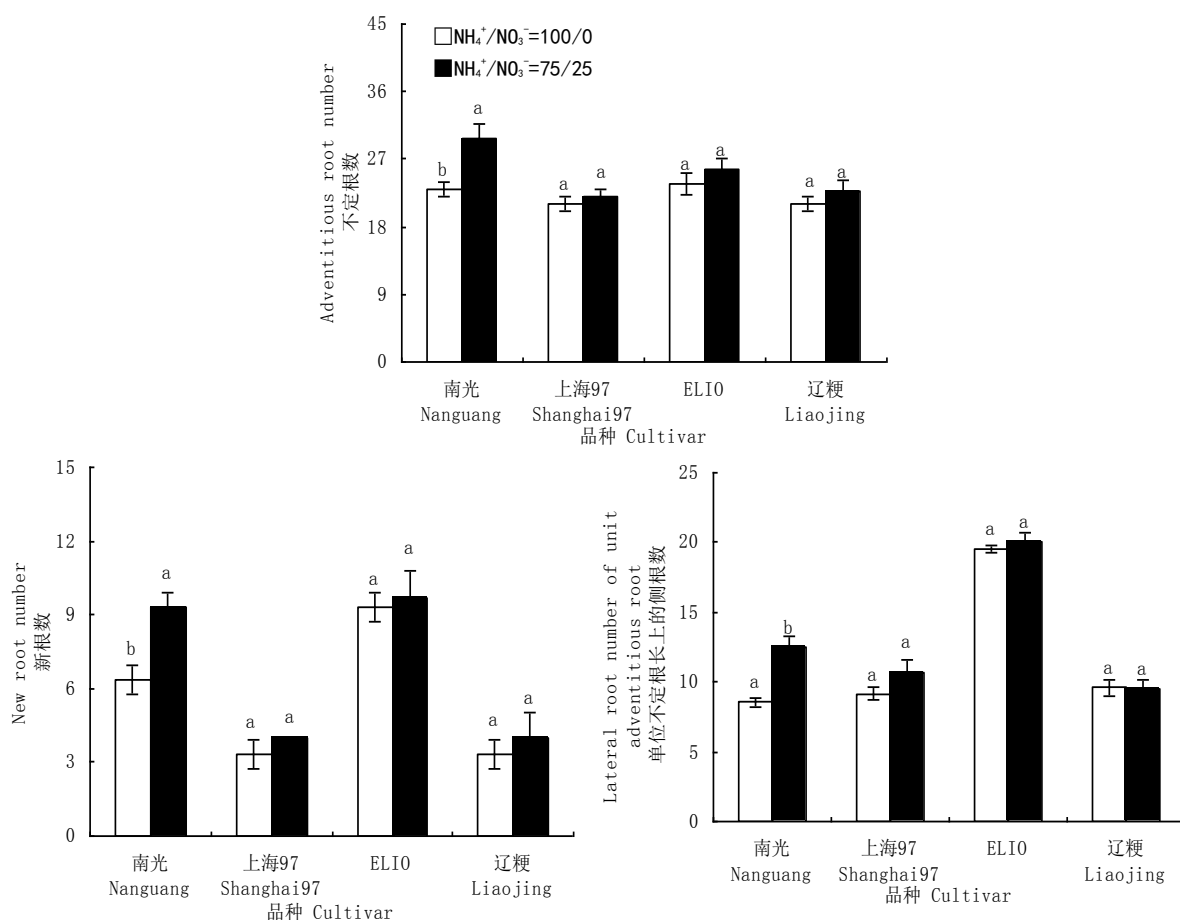 45
36
27
18
9
0
Adventitious root number
不定根数
NH₄⁺/NO₃⁻=100/0
NH₄⁺/NO₃⁻=75/25
b
a
a
a
a
a
a
a
南光
上海97
ELIO
辽粳
Nanguang
Shanghai97
Liaojing
品种 Cultivar
15
12
9
6
3
0
New root number
新根数
b
a
a
a
a
a
a
a
南光
上海97
ELIO
辽粳
Nanguang
Shanghai97
Liaojing
品种 Cultivar
25
20
15
10
5
0
Lateral root number of unit
adventitious root
单位不定根长上的侧根数
a
b
a
a
a
a
a
a
南光
上海97
ELIO
辽粳
Nanguang
Shanghai97
Liaojing
品种 Cultivar